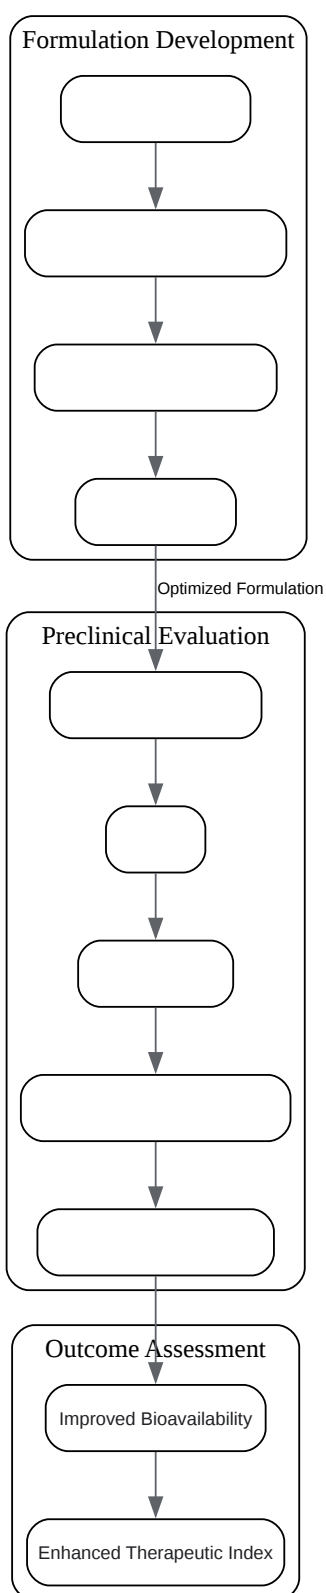 Formulation Development
Optimized Formulation
Preclinical Evaluation
Outcome Assessment
Improved Bioavailability
Enhanced Therapeutic Index